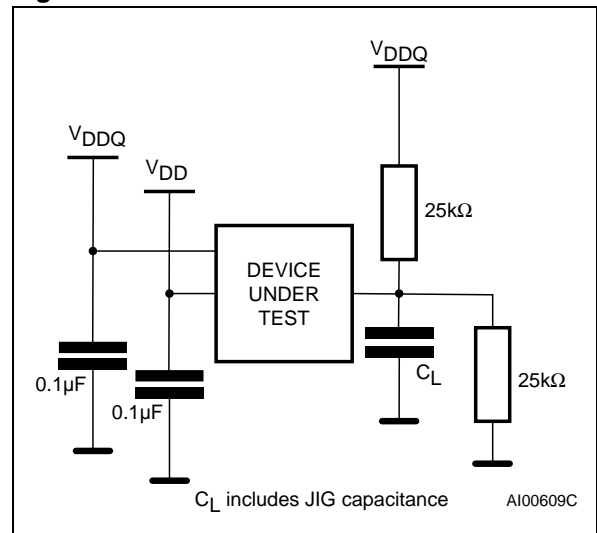 VDDQ
VDDQ
VDD
25kΩ
DEVICE
UNDER
TEST
0.1µF
0.1µF
CL
25kΩ
CL includes JIG capacitance
AI00609C